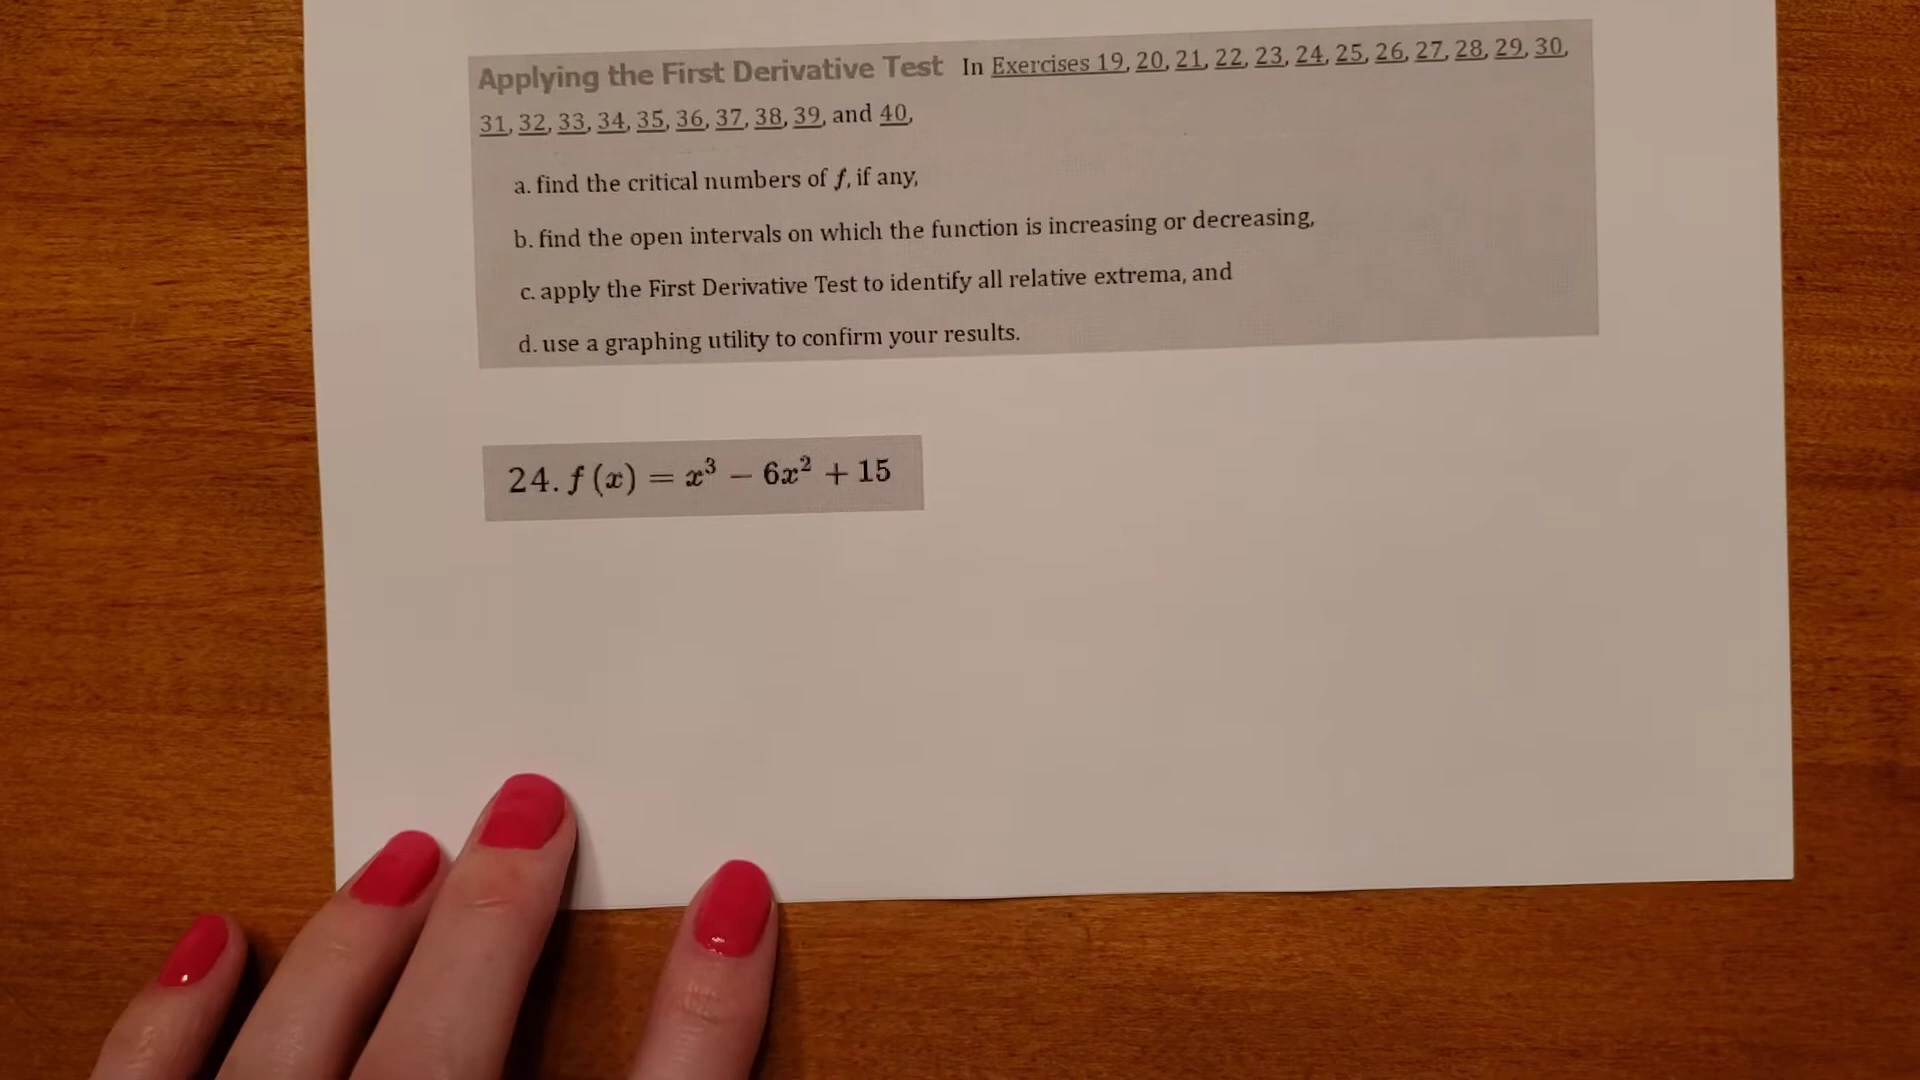 Applying the First Derivative Test In Exercises 19, 20, 21, 22, 23, 24, 25, 26, 27, 28, 29, 30,
31, 32, 33, 34, 35, 36, 37, 38, 39, and 40,
a. find the critical numbers of f, if any,
b. find the open intervals on which the function is increasing or decreasing,
c. apply the First Derivative Test to identify all relative extrema, and
d. use a graphing utility to confirm your results.
24. f (x) = x³ − 6x² + 15